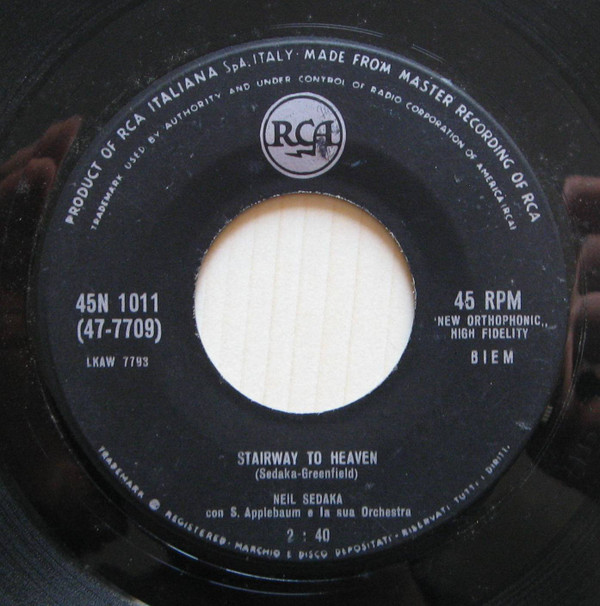 PRODUCT OF RCA ITALIANA SpA. ITALY · MADE FROM MASTER RECORDING OF RCA
TRADEMARK USED BY AUTHORITY AND UNDER CONTROL OF RADIO CORPORATION OF AMERICA (RCA)
RCA
45N 1011
(47-7709)
LKAW 7793
45 RPM
"NEW ORTHOPHONIC„
HIGH FIDELITY
BIEM
STAIRWAY TO HEAVEN
(Sedaka-Greenfield)
NEIL SEDAKA
con S. Applebaum e la sua Orchestra
2 : 40
TRADEMARK ® REGISTERED - MARCHIO E DISCO DEPOSITATI - RISERVATI TUTT. I DIRITTI.